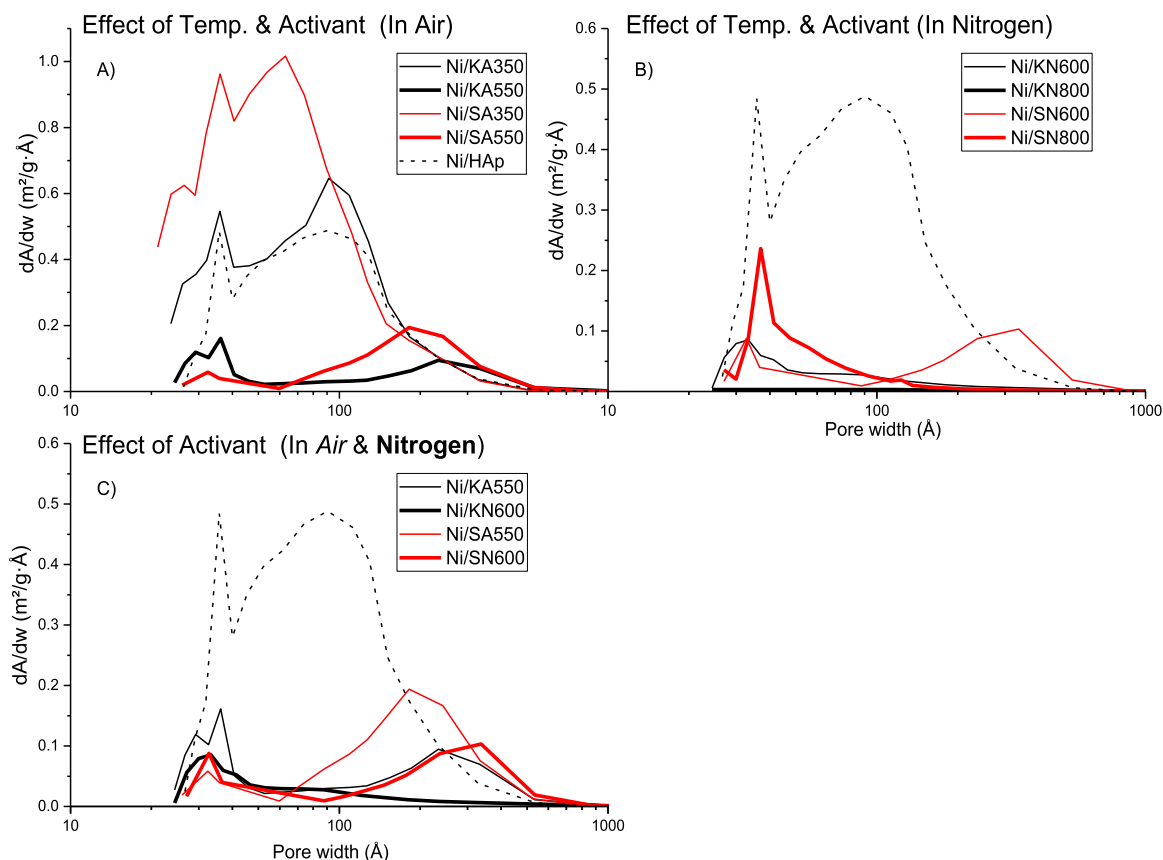 Effect of Temp. & Activant (In Air)
A)
Ni/KA350
Ni/KA550
Ni/SA350
Ni/SA550
Ni/HAp
dA/dw (m²/g·Å)
1.0
0.8
0.6
0.4
0.2
0.0
10
100
Effect of Temp. & Activant (In Nitrogen)
B)
Ni/KN600
Ni/KN800
Ni/SN600
Ni/SN800
dA/dw (m²/g·Å)
0.6
0.5
0.4
0.3
0.2
0.1
0.0
10
100
1000
Pore width (Å)
Effect of Activant (In Air & Nitrogen)
C)
Ni/KA550
Ni/KN600
Ni/SA550
Ni/SN600
dA/dw (m²/g·Å)
0.6
0.5
0.4
0.3
0.2
0.1
0.0
10
100
1000
Pore width (Å)